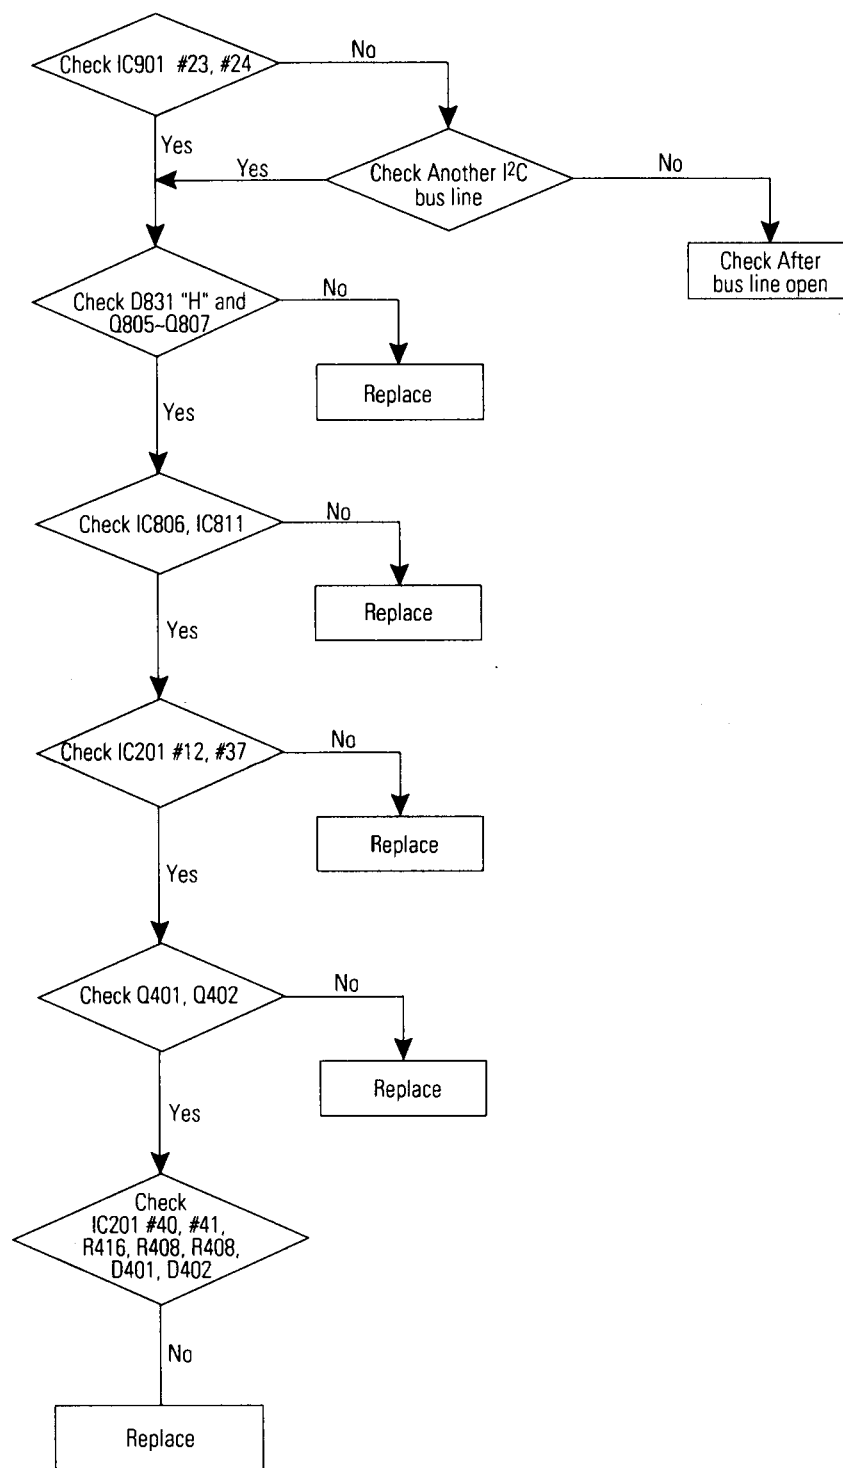 Check IC901 #23, #24
No
Yes
Yes
Check Another I²C
bus line
No
Check After
bus line open
Check D831 "H" and
Q805~Q807
No
Replace
Yes
Check IC806, IC811
No
Replace
Yes
Check IC201 #12, #37
No
Replace
Yes
Check Q401, Q402
No
Replace
Yes
Check
IC201 #40, #41,
R416, R408, R408,
D401, D402
No
Replace